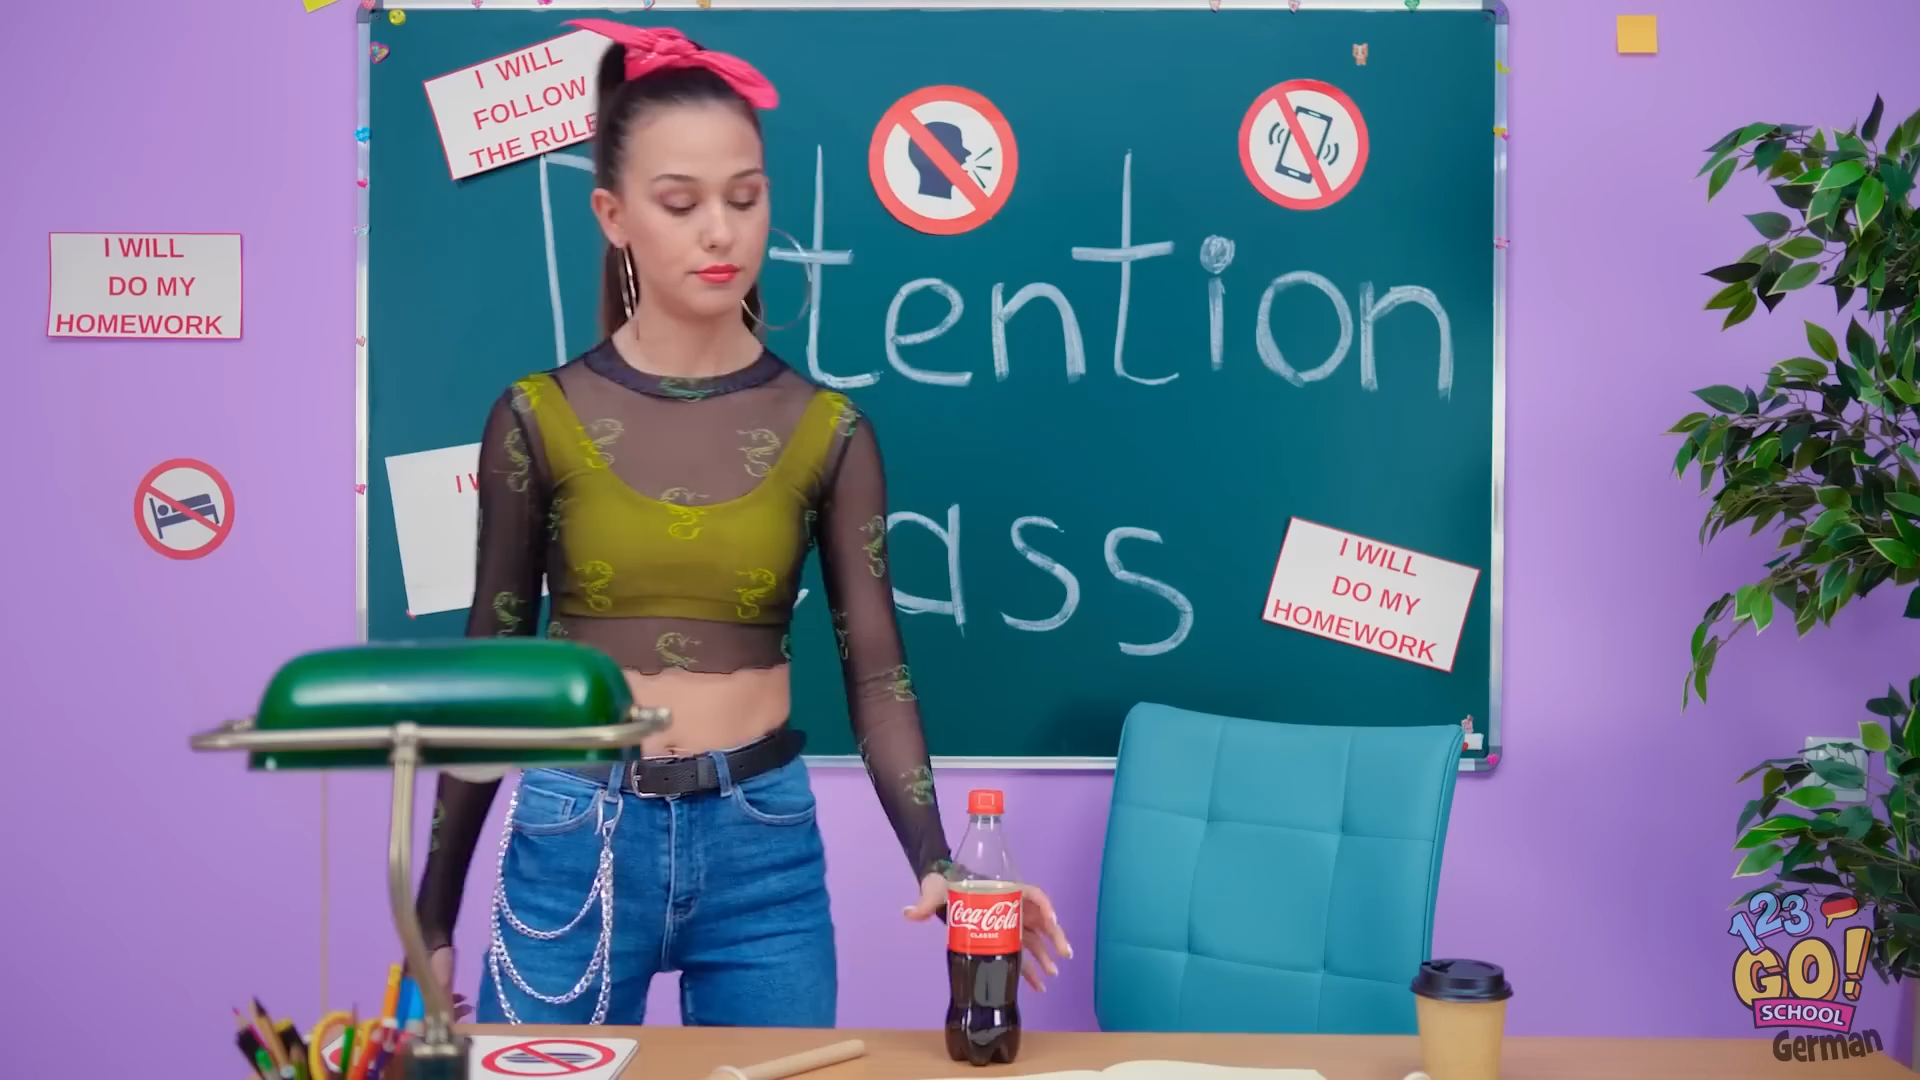 I WILL
FOLLOW
THE RULE
tention
ass
I WILL
DO MY
HOMEWORK
I WILL
DO MY
HOMEWORK
Coca-Cola
CLASSIC
123
GO!
SCHOOL
German